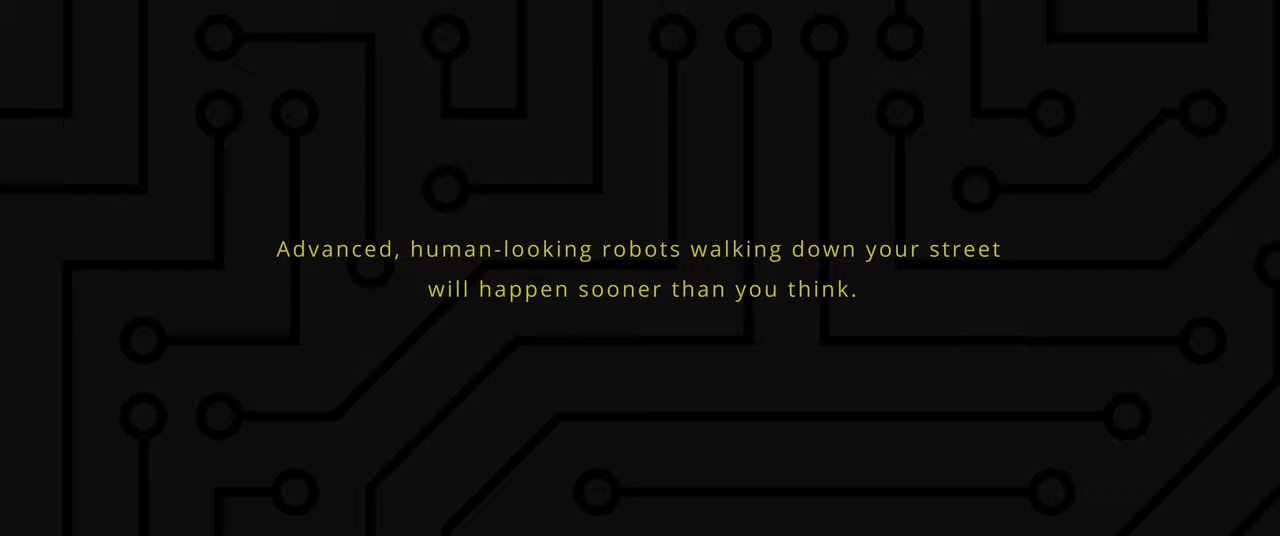 Advanced, human-looking robots walking down your street
will happen sooner than you think.